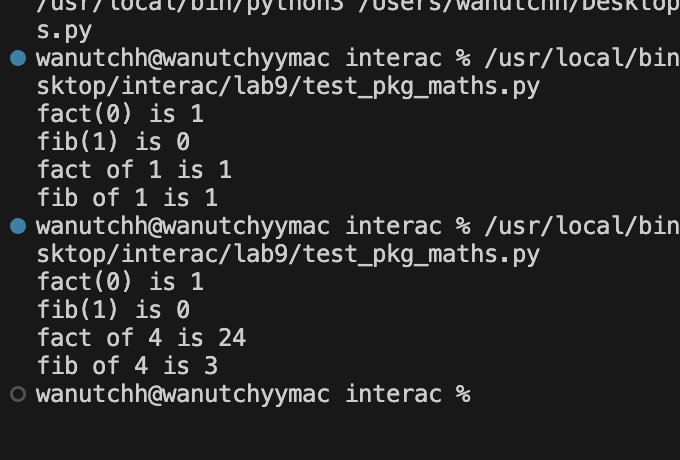 /usr/local/bin/python3 /Users/wanutchh/Desktop
s.py
wanutchh@wanutchyymac interac % /usr/local/bin
sktop/interac/lab9/test_pkg_maths.py
fact(0) is 1
fib(1) is 0
fact of 1 is 1
fib of 1 is 1
wanutchh@wanutchyymac interac % /usr/local/bin
sktop/interac/lab9/test_pkg_maths.py
fact(0) is 1
fib(1) is 0
fact of 4 is 24
fib of 4 is 3
wanutchh@wanutchyymac interac %